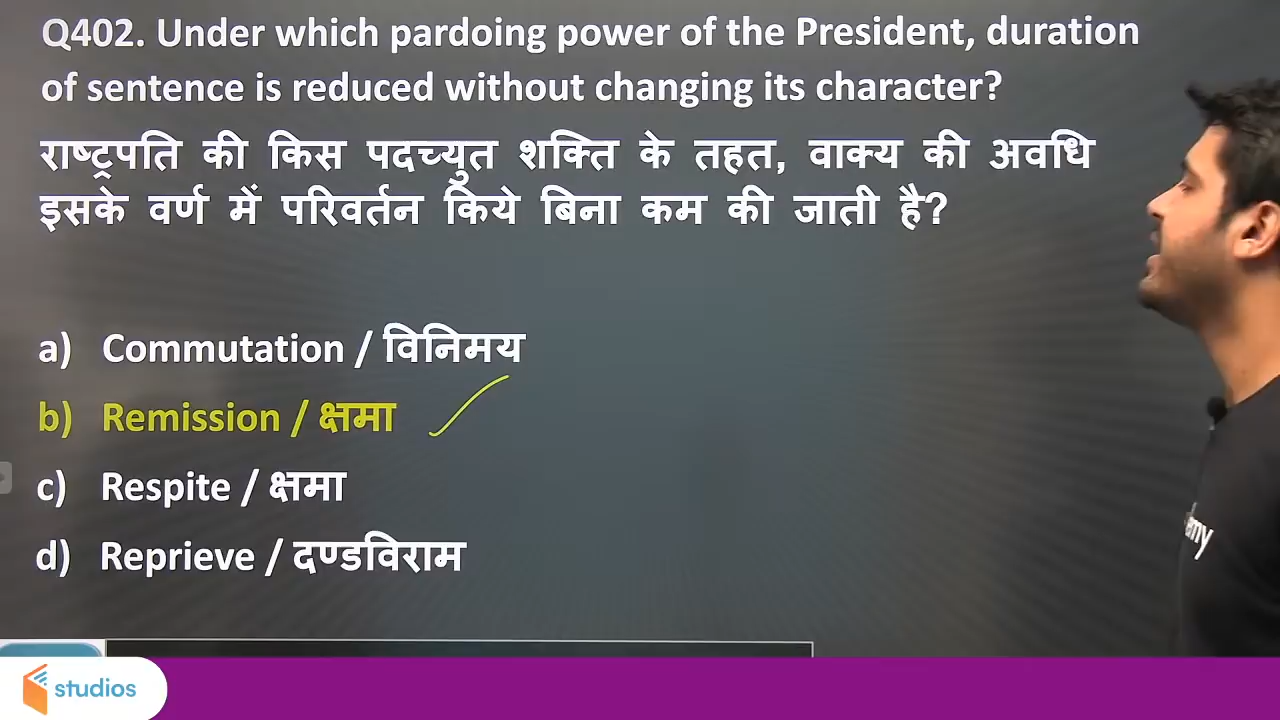 Q402. Under which pardoing power of the President, duration
of sentence is reduced without changing its character?
राष्ट्रपति की किस पदच्युत शक्ति के तहत, वाक्य की अवधि
इसके वर्ण में परिवर्तन किये बिना कम की जाती है?
a) Commutation / विनिमय
b) Remission / क्षमा
c) Respite / क्षमा
d) Reprieve / दण्डविराम
studios